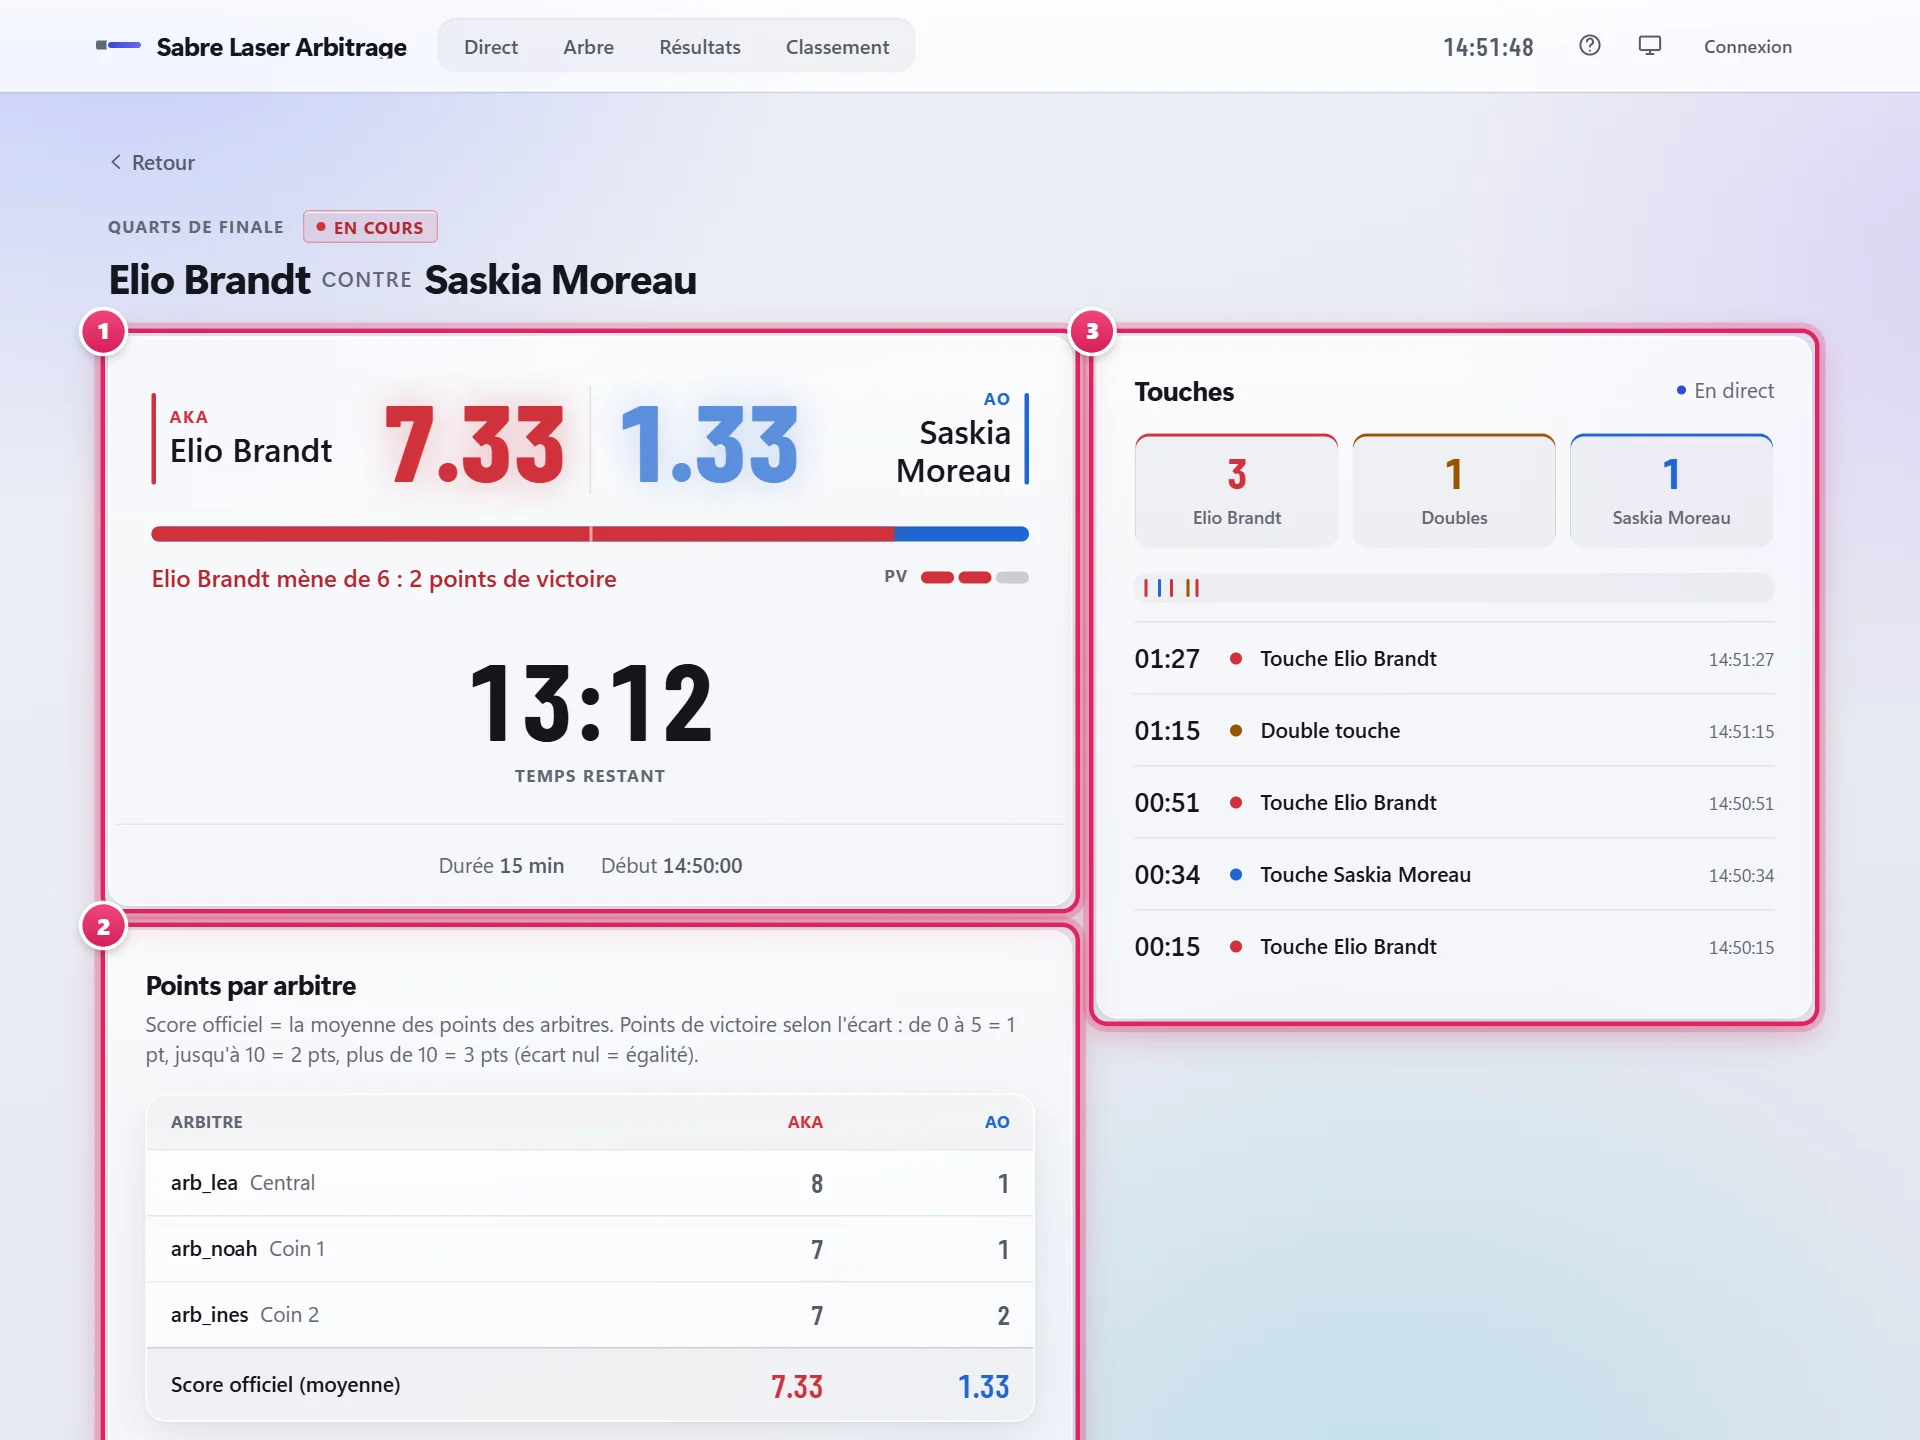 Sabre Laser Arbitrage
Direct
Arbre
Résultats
Classement
14:51:48
Connexion
Retour
QUARTS DE FINALE
EN COURS
Elio Brandt CONTRE Saskia Moreau
1
AKA
Elio Brandt
7.33
1.33
AO
Saskia
Moreau
Elio Brandt mène de 6 : 2 points de victoire
PV
13:12
TEMPS RESTANT
Durée 15 min
Début 14:50:00
2
Points par arbitre
Score officiel = la moyenne des points des arbitres. Points de victoire selon l'écart : de 0 à 5 = 1
pt, jusqu'à 10 = 2 pts, plus de 10 = 3 pts (écart nul = égalité).
ARBITRE AKA AO
arb_lea Central 8 1
arb_noah Coin 1 7 1
arb_ines Coin 2 7 2
Score officiel (moyenne) 7.33 1.33
3
Touches
En direct
3
Elio Brandt
1
Doubles
1
Saskia Moreau
01:27 Touche Elio Brandt 14:51:27
01:15 Double touche 14:51:15
00:51 Touche Elio Brandt 14:50:51
00:34 Touche Saskia Moreau 14:50:34
00:15 Touche Elio Brandt 14:50:15